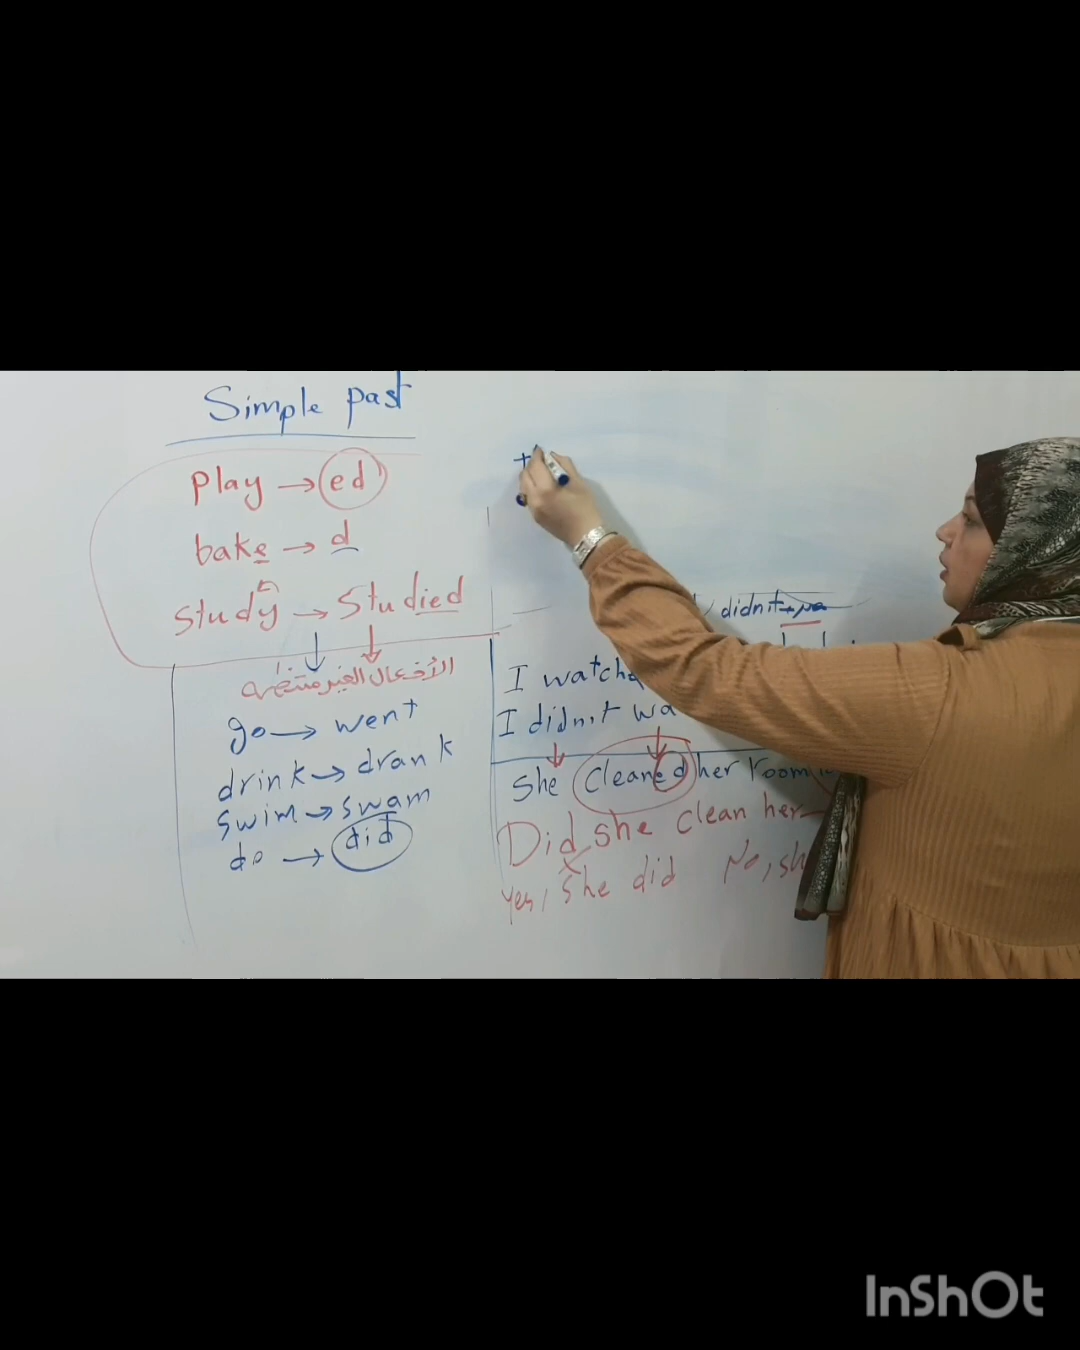 Simple past
play → ed
bake → d
study → studied
الأفعال الغير منتظمة
go → went
drink → drank
swim → swam
do → did
didn't
I watch
I didn't wa
She cleaned her room
Did she clean her
Yes, she did No, sh
InShOt